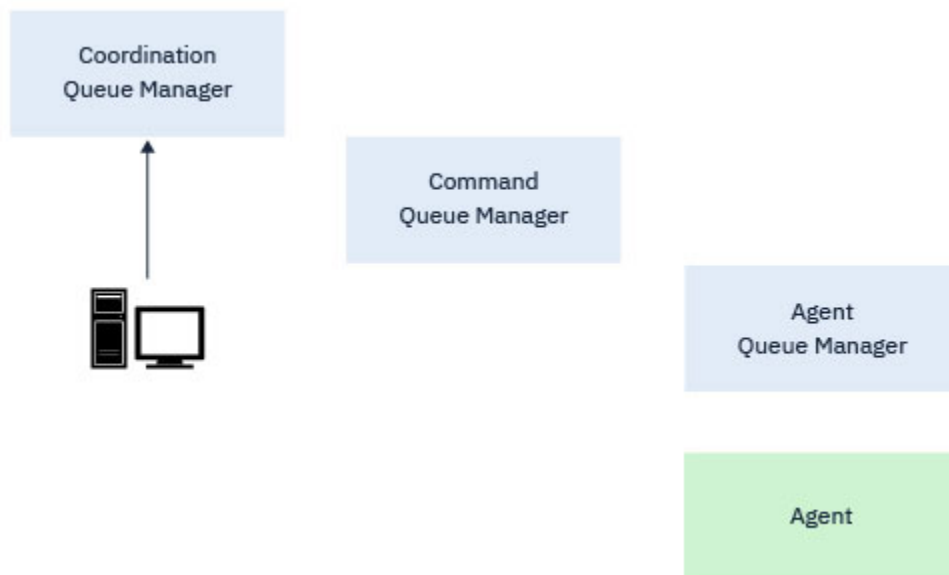 Coordination
Queue Manager
Command
Queue Manager
Agent
Queue Manager
Agent